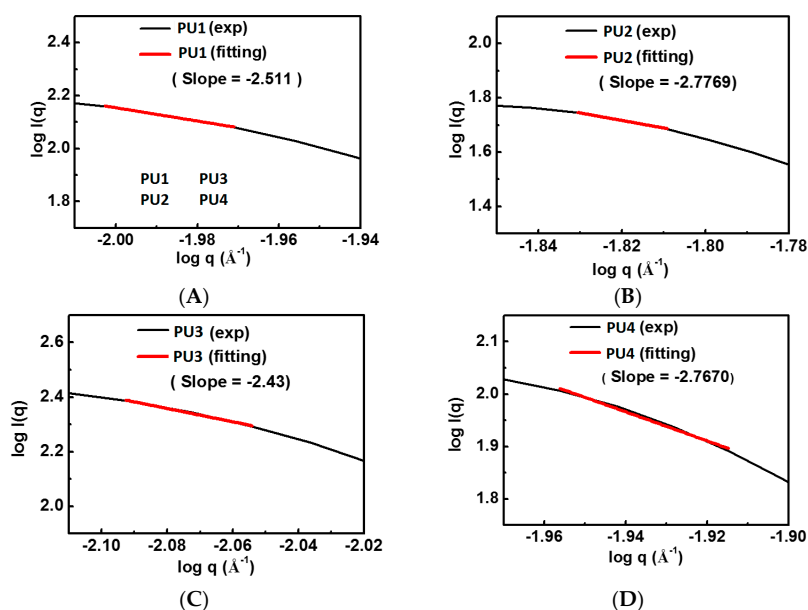 PU1 (exp)
PU1 (fitting)
( Slope = -2.511 )
2.4
2.2
2.0
1.8
log I(q)
PU1 PU3
PU2 PU4
-2.00 -1.98 -1.96 -1.94
log q (Å-1)
(A)
PU2 (exp)
PU2 (fitting)
( Slope = -2.7769)
2.0
1.8
1.6
1.4
log I(q)
-1.84 -1.82 -1.80 -1.78
log q (Å-1)
(B)
PU3 (exp)
PU3 (fitting)
( Slope = -2.43)
2.6
2.4
2.2
2.0
log I(q)
-2.10 -2.08 -2.06 -2.04 -2.02
log q (Å-1)
(C)
PU4 (exp)
PU4 (fitting)
( Slope = -2.7670)
2.1
2.0
1.9
1.8
log I(q)
-1.96 -1.94 -1.92 -1.90
log q (Å-1)
(D)